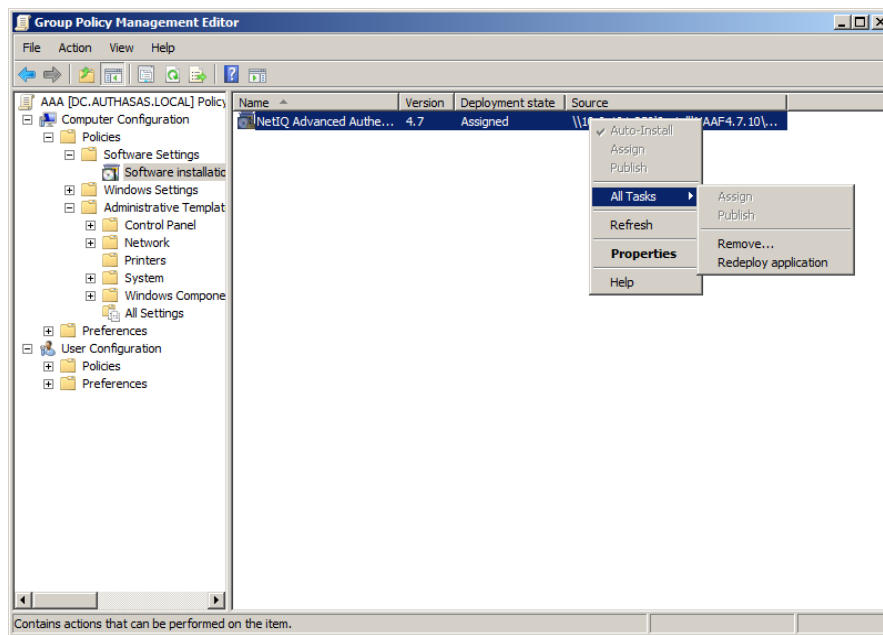 Group Policy Management Editor
File Action View Help
AAA [DC.AUTHASAS.LOCAL] Policy
Computer Configuration
Policies
Software Settings
Software installatio
Windows Settings
Administrative Templat
Control Panel
Network
Printers
System
Windows Compone
All Settings
Preferences
User Configuration
Policies
Preferences
Name Version Deployment state Source
NetIQ Advanced Authe... 4.7 Assigned
Auto-Install
Assign
Publish
All Tasks
Refresh
Properties
Help
Assign
Publish
Remove...
Redeploy application
Contains actions that can be performed on the item.